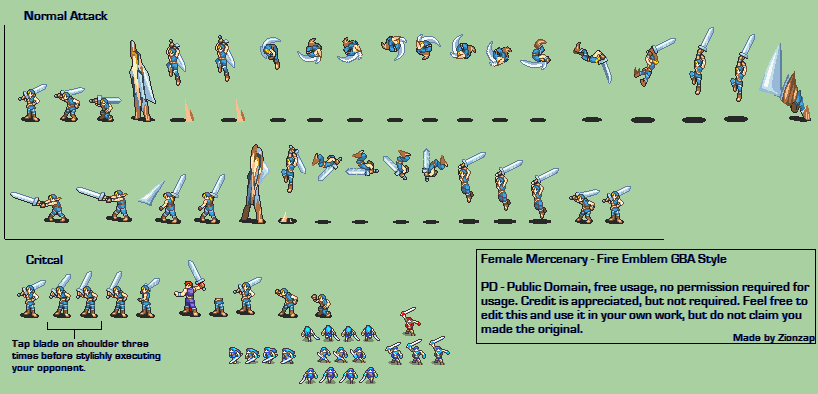 Normal Attack
Critcal
Tap blade on shoulder three
times before stylishly executing
your opponent.
Female Mercenary - Fire Emblem GBA Style
PD - Public Domain, free usage, no permission required for
usage. Credit is appreciated, but not required. Feel free to
edit this and use it in your own work, but do not claim you
made the original.
Made by Zionzap